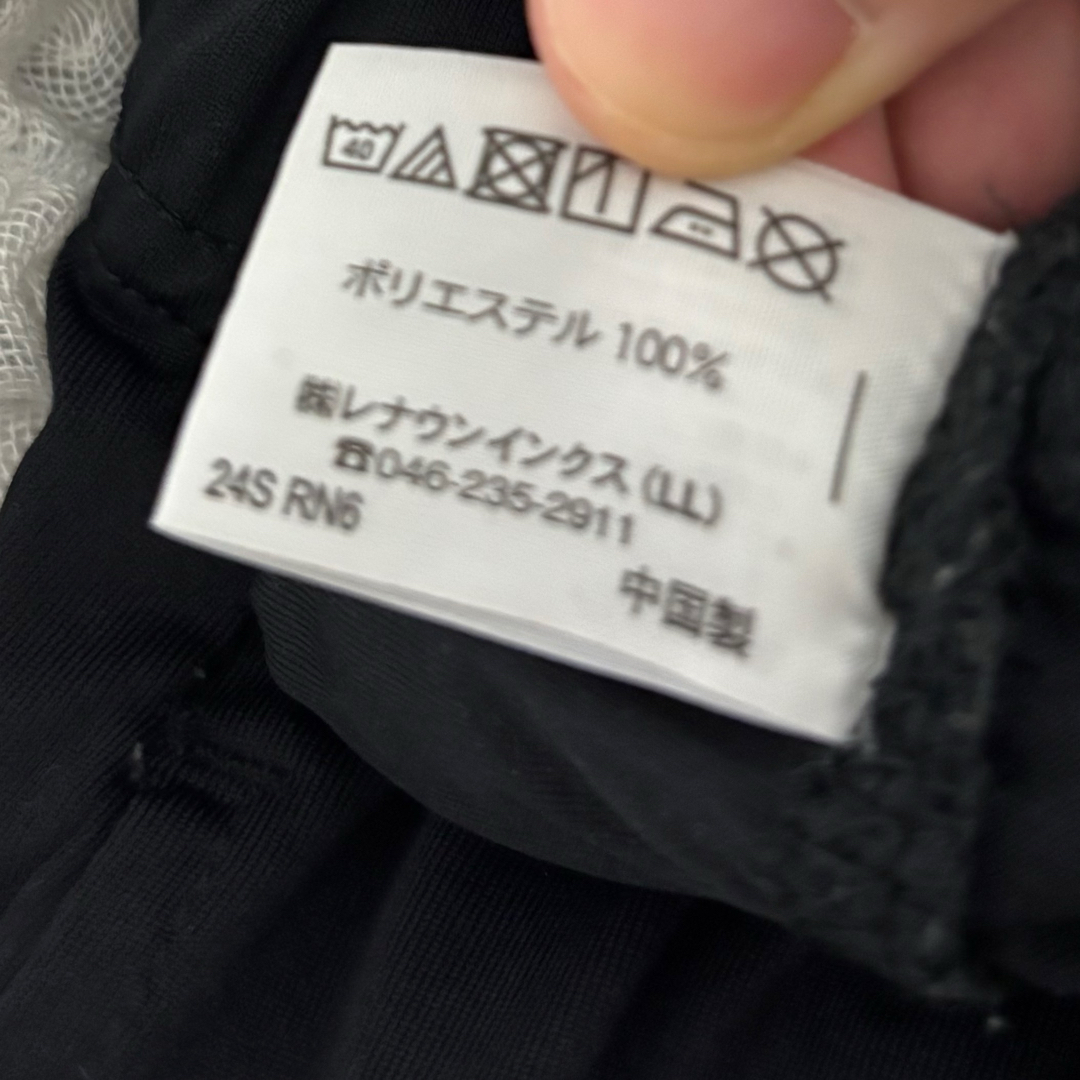 40
ポリエステル 100%
㈱レナウンインクス (LL)
☎046-235-2911
24S RN6
中国製